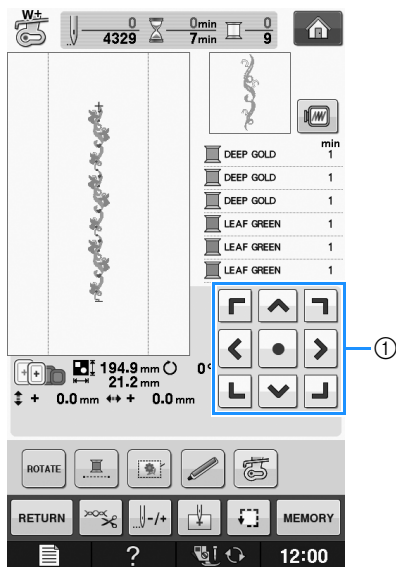 W±
0 0min 0
4329 7min 9
min
DEEP GOLD 1
DEEP GOLD 1
DEEP GOLD 1
LEAF GREEN 1
LEAF GREEN 1
LEAF GREEN 1
①
194.9 mm 0°
21.2 mm
+ 0.0 mm + 0.0 mm
ROTATE
RETURN -/+ MEMORY
? 12:00